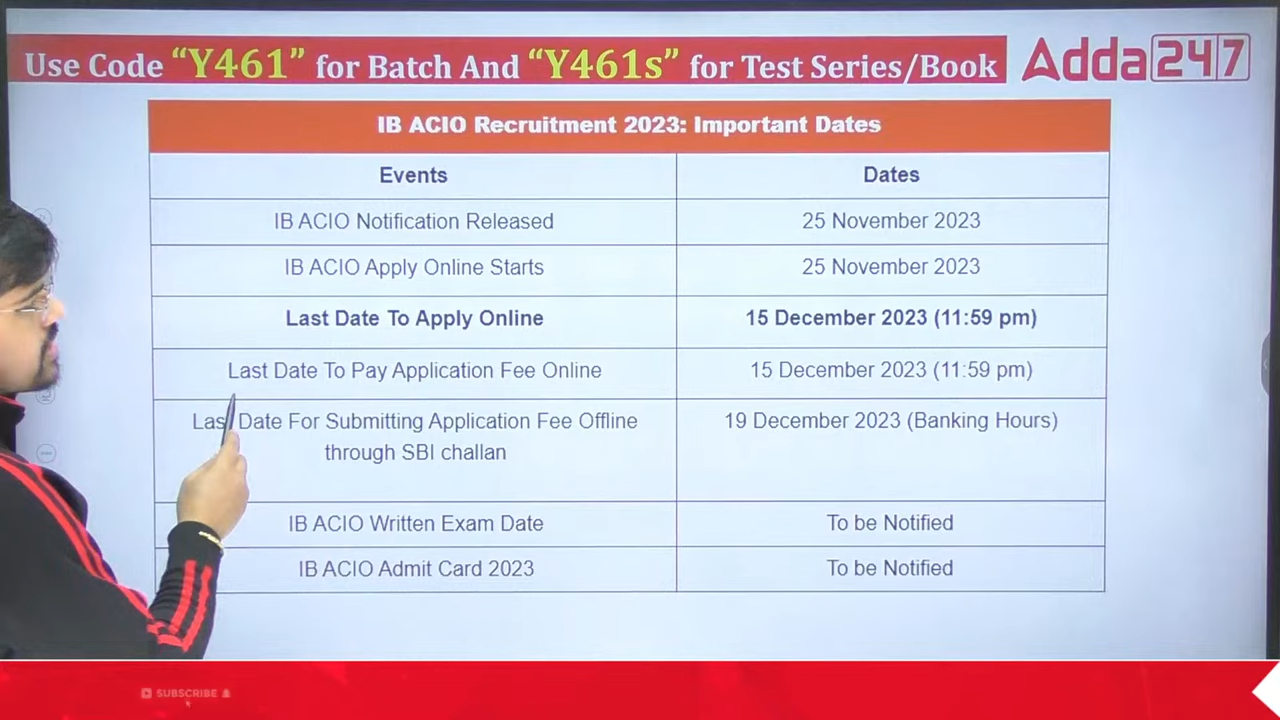 Use Code “Y461” for Batch And “Y461s” for Test Series/Book
Adda247
IB ACIO Recruitment 2023: Important Dates
Events Dates
IB ACIO Notification Released 25 November 2023
IB ACIO Apply Online Starts 25 November 2023
Last Date To Apply Online 15 December 2023 (11:59 pm)
Last Date To Pay Application Fee Online 15 December 2023 (11:59 pm)
Last Date For Submitting Application Fee Offline 19 December 2023 (Banking Hours)
through SBI challan
IB ACIO Written Exam Date To be Notified
IB ACIO Admit Card 2023 To be Notified
SUBSCRIBE